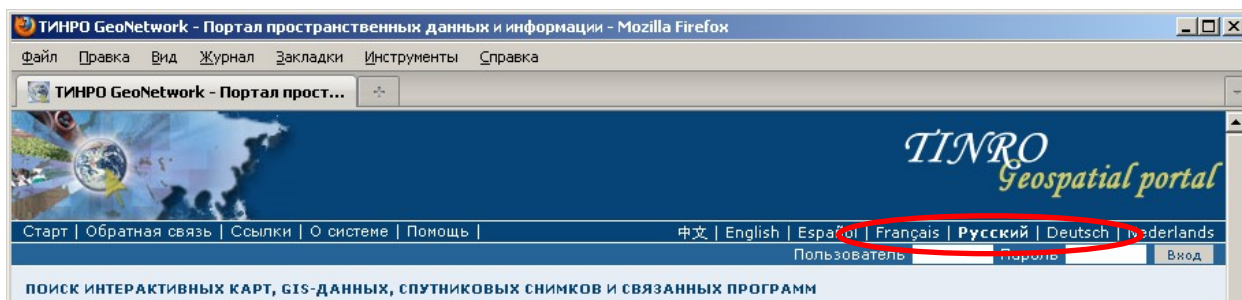 ТИНРО GeoNetwork - Портал пространственных данных и информации - Mozilla Firefox
Файл Правка Вид Журнал Закладки Инструменты Справка
ТИНРО GeoNetwork - Портал прост...
TINRO
Geospatial portal
Старт | Обратная связь | Ссылки | О системе | Помощь | 中文 | English | Español | Français | Русский | Deutsch | Nederlands
Пользователь Пароль Вход
ПОИСК ИНТЕРАКТИВНЫХ КАРТ, GIS-ДАННЫХ, СПУТНИКОВЫХ СНИМКОВ И СВЯЗАННЫХ ПРОГРАММ